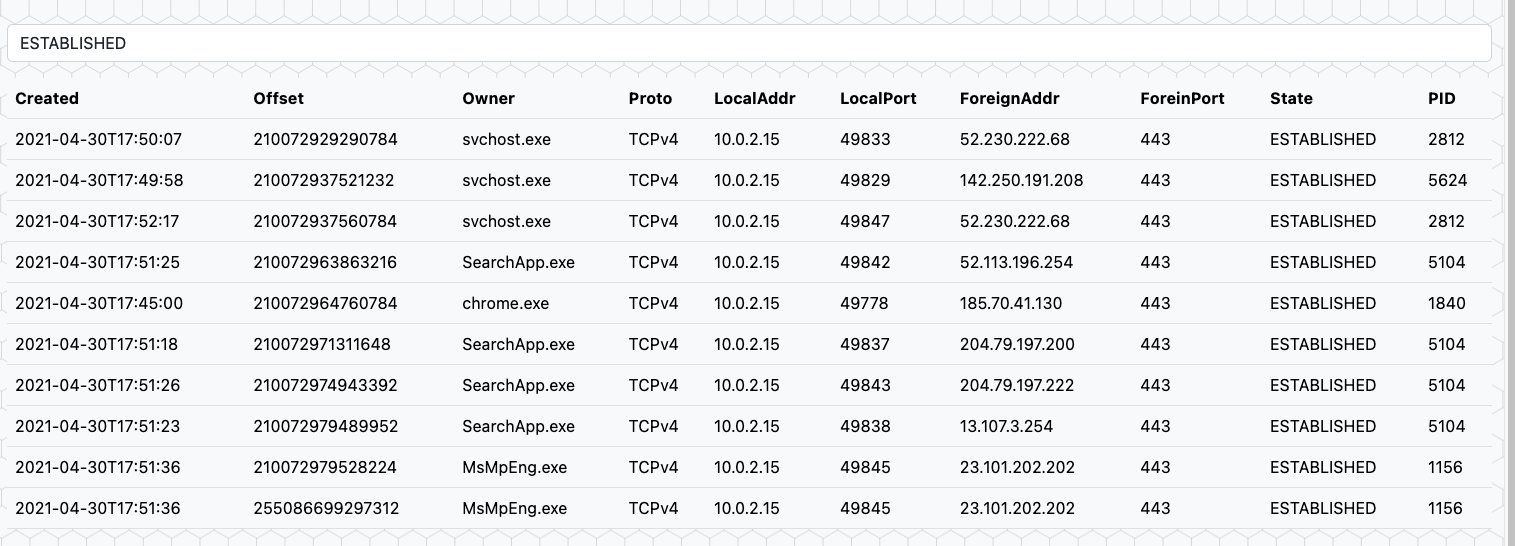 ESTABLISHED
Created Offset Owner Proto LocalAddr LocalPort ForeignAddr ForeinPort State PID
2021-04-30T17:50:07 210072929290784 svchost.exe TCPv4 10.0.2.15 49833 52.230.222.68 443 ESTABLISHED 2812
2021-04-30T17:49:58 210072937521232 svchost.exe TCPv4 10.0.2.15 49829 142.250.191.208 443 ESTABLISHED 5624
2021-04-30T17:52:17 210072937560784 svchost.exe TCPv4 10.0.2.15 49847 52.230.222.68 443 ESTABLISHED 2812
2021-04-30T17:51:25 210072963863216 SearchApp.exe TCPv4 10.0.2.15 49842 52.113.196.254 443 ESTABLISHED 5104
2021-04-30T17:45:00 210072964760784 chrome.exe TCPv4 10.0.2.15 49778 185.70.41.130 443 ESTABLISHED 1840
2021-04-30T17:51:18 210072971311648 SearchApp.exe TCPv4 10.0.2.15 49837 204.79.197.200 443 ESTABLISHED 5104
2021-04-30T17:51:26 210072974943392 SearchApp.exe TCPv4 10.0.2.15 49843 204.79.197.222 443 ESTABLISHED 5104
2021-04-30T17:51:23 210072979489952 SearchApp.exe TCPv4 10.0.2.15 49838 13.107.3.254 443 ESTABLISHED 5104
2021-04-30T17:51:36 210072979528224 MsMpEng.exe TCPv4 10.0.2.15 49845 23.101.202.202 443 ESTABLISHED 1156
2021-04-30T17:51:36 255086699297312 MsMpEng.exe TCPv4 10.0.2.15 49845 23.101.202.202 443 ESTABLISHED 1156